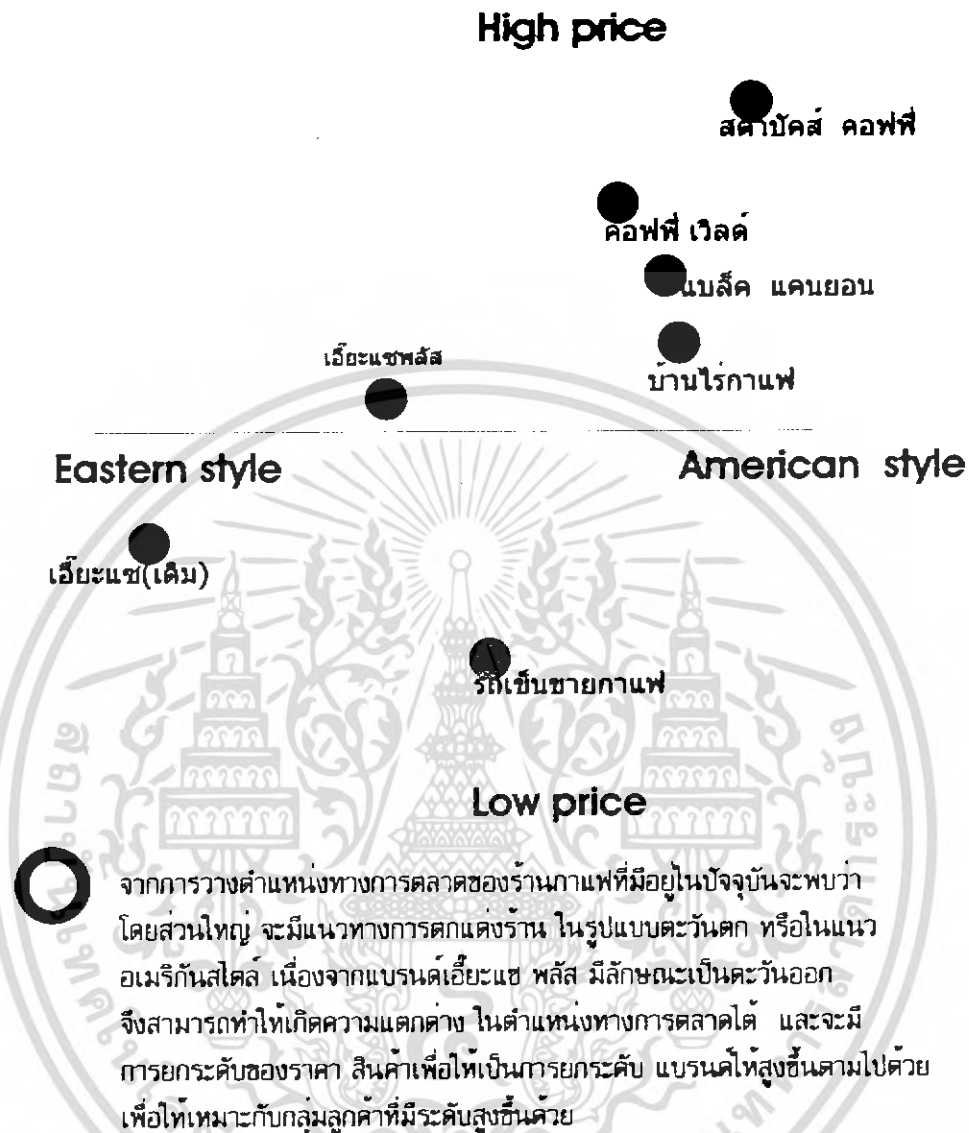 High price
สตาบัคส์ คอฟฟี่
คอฟฟี่ เวิลด์
แบล็ค แคนยอน
บ้านไร่กาแฟ
เอี๊ยะแซพลัส
Eastern style
American style
เอี๊ยะแซ(เดิม)
รถเข็นขายกาแฟ
Low price
จากการวางตำแหน่งทางการตลาดของร้านกาแฟที่มีอยู่ในปัจจุบันจะพบว่า
โดยส่วนใหญ่ จะมีแนวทางการตกแต่งร้าน ในรูปแบบตะวันตก หรือในแนว
อเมริกันสไตล์ เนื่องจากแบรนด์เอี๊ยะแซ พลัส มีลักษณะเป็นตะวันออก
จึงสามารถทำให้เกิดความแตกต่าง ในตำแหน่งทางการตลาดได้ และจะมี
การยกระดับของราคา สินค้าเพื่อให้เป็นการยกระดับ แบรนด์ให้สูงขึ้นตามไปด้วย
เพื่อให้เหมาะกับกลุ่มลูกค้าที่มีระดับสูงขึ้นด้วย